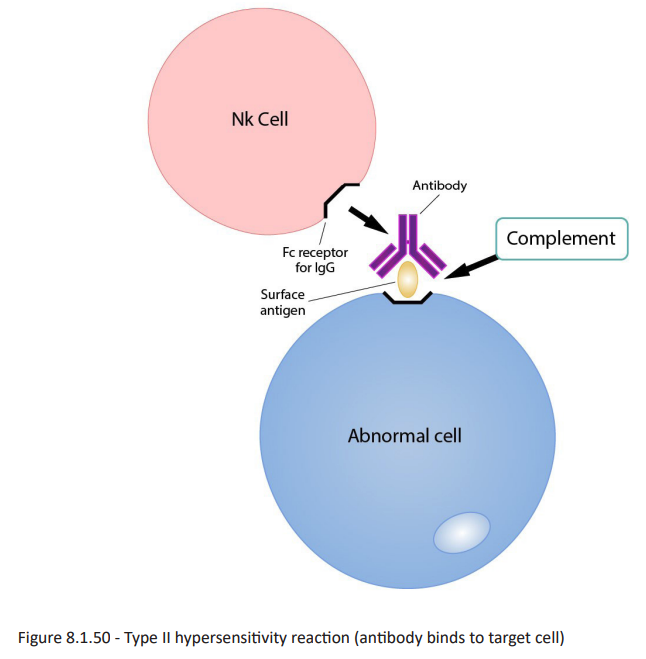 Nk Cell
Antibody
Complement
Fc receptor
for IgG
Surface
antigen
Abnormal cell
Figure 8.1.50 - Type II hypersensitivity reaction (antibody binds to target cell)